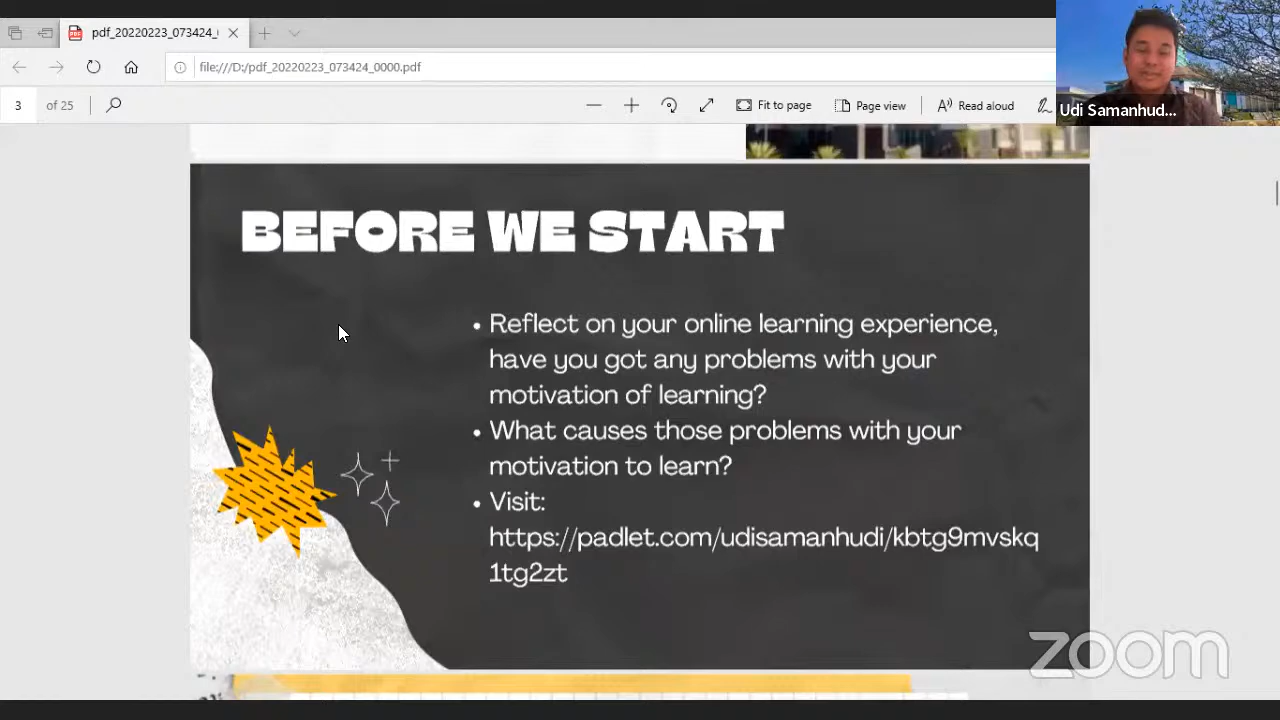 pdf_20220223_073424_
file:///D:/pdf_20220223_073424_0000.pdf
3 of 25
Fit to page
Page view
Read aloud
Udi Samanhud...
BEFORE WE START
• Reflect on your online learning experience,
have you got any problems with your
motivation of learning?
• What causes those problems with your
motivation to learn?
• Visit:
https://padlet.com/udisamanhudi/kbtg9mvskq
1tg2zt
zoom